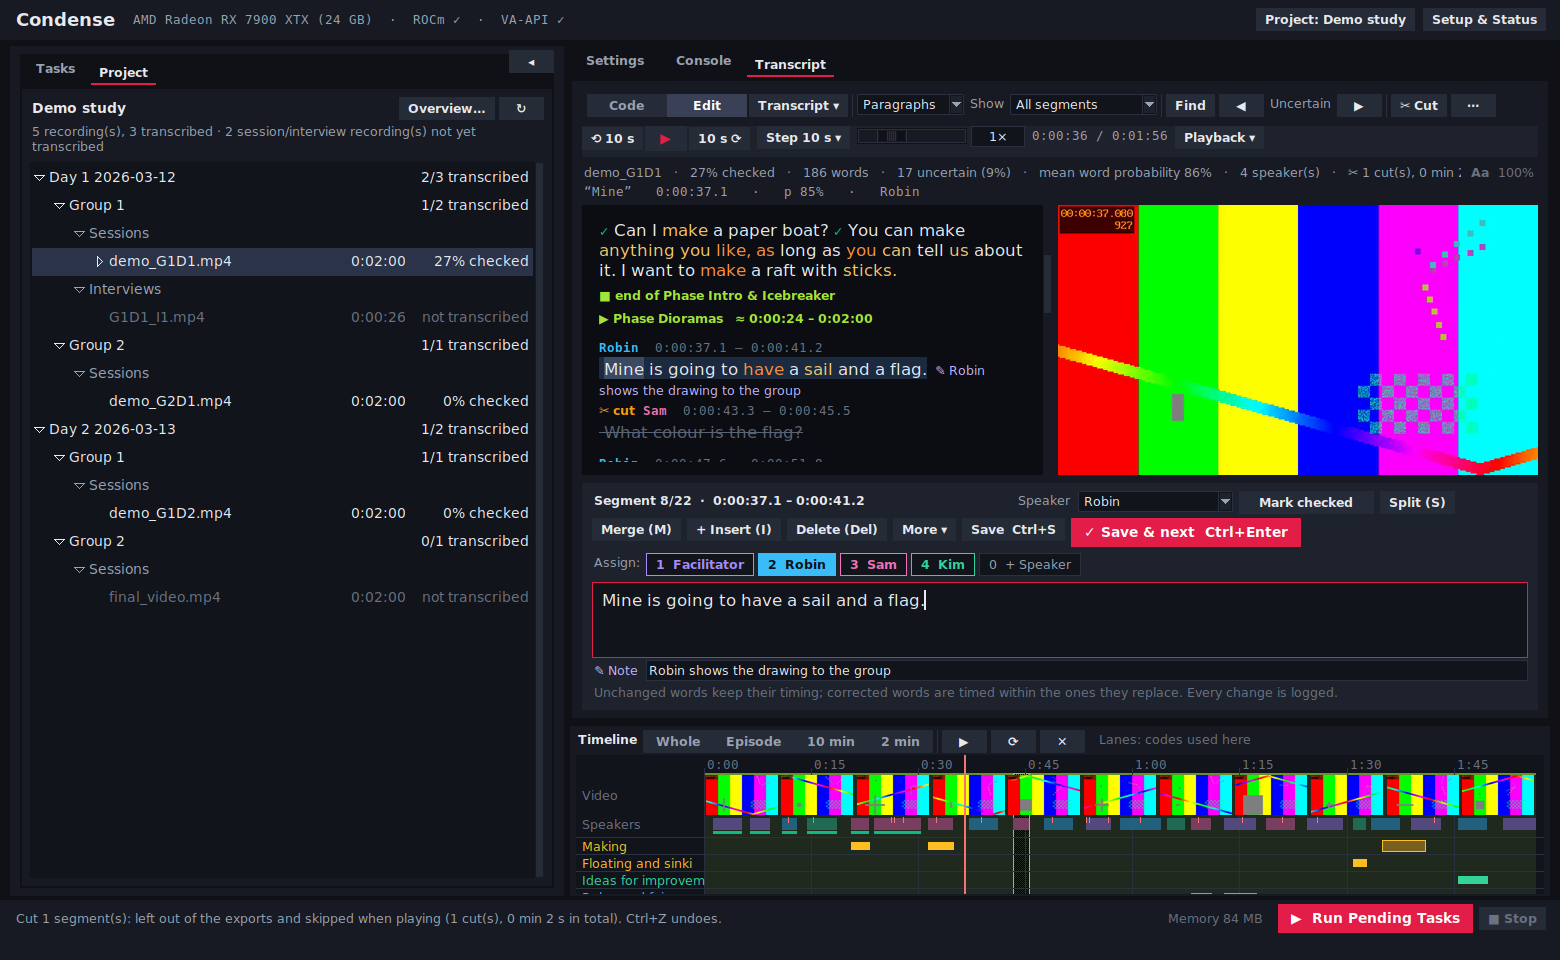 Condense AMD Radeon RX 7900 XTX (24 GB) · ROCm ✓ · VA-API ✓ Project: Demo study Setup & Status
Tasks Project ◂
Demo study Overview... ↻
5 recording(s), 3 transcribed · 2 session/interview recording(s) not yet
transcribed
Day 1 2026-03-12 2/3 transcribed
Group 1 1/2 transcribed
Sessions
demo_G1D1.mp4 0:02:00 27% checked
Interviews
G1D1_I1.mp4 0:00:26 not transcribed
Group 2 1/1 transcribed
Sessions
demo_G2D1.mp4 0:02:00 0% checked
Day 2 2026-03-13 1/2 transcribed
Group 1 1/1 transcribed
Sessions
demo_G1D2.mp4 0:02:00 0% checked
Group 2 0/1 transcribed
Sessions
final_video.mp4 0:02:00 not transcribed
Settings Console Transcript
Code Edit Transcript ▾ Paragraphs Show All segments Find ◀ Uncertain ▶ ✂ Cut ⋯
⟲ 10 s ▶ 10 s ⟳ Step 10 s ▾ 1× 0:00:36 / 0:01:56 Playback ▾
demo_G1D1 · 27% checked · 186 words · 17 uncertain (9%) · mean word probability 86% · 4 speaker(s) · ✂ 1 cut(s), 0 min Aa 100%
“Mine” 0:00:37.1 · p 85% · Robin
✓ Can I make a paper boat? ✓ You can make
anything you like, as long as you can tell us about
it. I want to make a raft with sticks.
■ end of Phase Intro & Icebreaker
▶ Phase Dioramas ≈ 0:00:24 – 0:02:00
Robin 0:00:37.1 – 0:00:41.2
Mine is going to have a sail and a flag. ✎ Robin
shows the drawing to the group
✂ cut Sam 0:00:43.3 – 0:00:45.5
What colour is the flag?
00:00:37.000
927
Segment 8/22 · 0:00:37.1 – 0:00:41.2 Speaker Robin Mark checked Split (S)
Merge (M) + Insert (I) Delete (Del) More ▾ Save Ctrl+S ✓ Save & next Ctrl+Enter
Assign: 1 Facilitator 2 Robin 3 Sam 4 Kim 0 + Speaker
Mine is going to have a sail and a flag.
✎ Note Robin shows the drawing to the group
Unchanged words keep their timing; corrected words are timed within the ones they replace. Every change is logged.
Timeline Whole Episode 10 min 2 min ▶ ⟳ ✕ Lanes: codes used here
0:00 0:15 0:30 0:45 1:00 1:15 1:30 1:45
Video
Speakers
Making
Floating and sinki
Ideas for improvem
Cut 1 segment(s): left out of the exports and skipped when playing (1 cut(s), 0 min 2 s in total). Ctrl+Z undoes. Memory 84 MB ▶ Run Pending Tasks ■ Stop